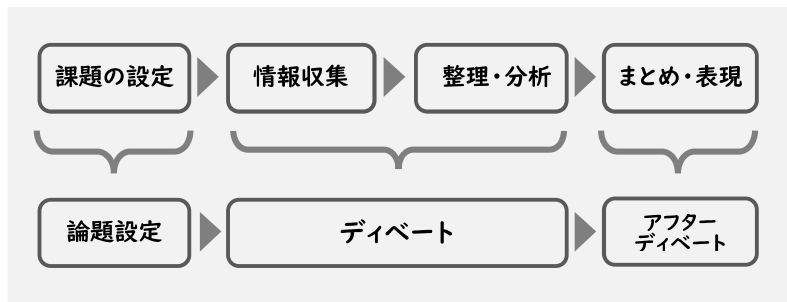 課題の設定
情報収集
整理・分析
まとめ・表現
論題設定
ディベート
アフター
ディベート